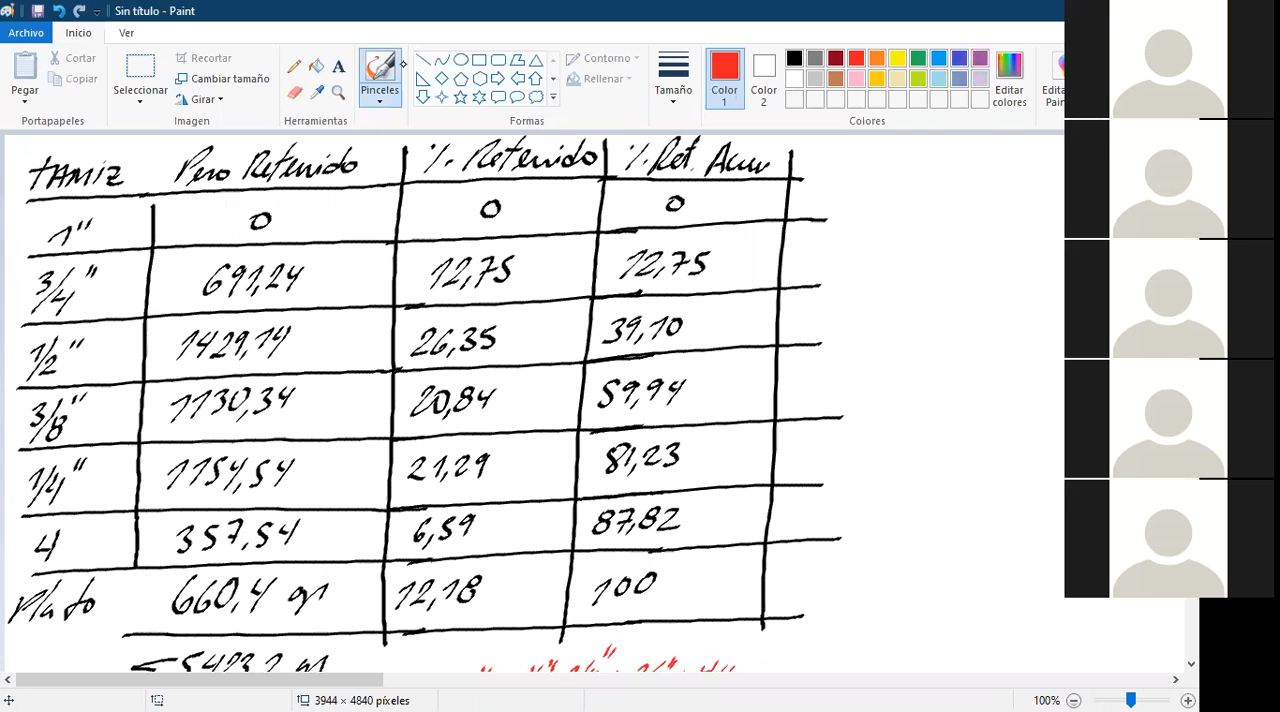 Sin título - Paint
Archivo Inicio Ver
Pegar
Cortar
Copiar
Portapapeles
Seleccionar
Recortar
Cambiar tamaño
Girar
Imagen
A
Herramientas
Pinceles
Contorno
Rellenar
Formas
Tamaño
Color 1
Color 2
Editar colores
Colores
TAMIZ Peso Retenido % Retenido % Ret. Acum
1" 0 0 0
3/4" 691,24 12,75 12,75
1/2" 1429,14 26,35 39,10
3/8" 1130,34 20,84 59,94
1/4" 1154,54 21,29 81,23
4 357,54 6,59 87,82
Plato 660,4 gr 12,18 100
3944 × 4840 píxeles
100%